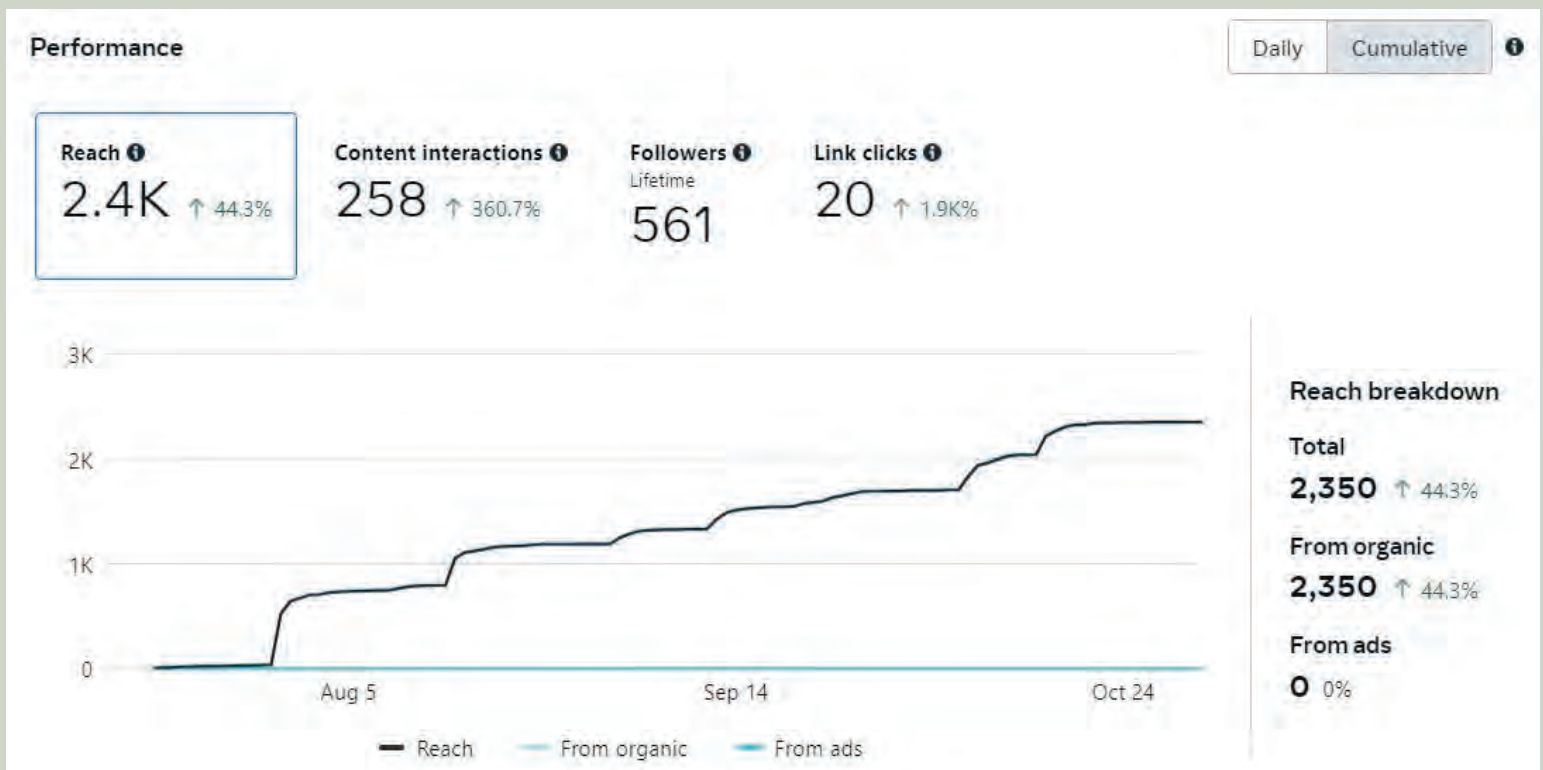 Performance
Daily
Cumulative
Reach
2.4K ↑ 44.3%
Content interactions
258 ↑ 360.7%
Followers
Lifetime
561
Link clicks
20 ↑ 1.9K%
3K
2K
1K
0
Aug 5
Sep 14
Oct 24
Reach
From organic
From ads
Reach breakdown
Total
2,350 ↑ 44.3%
From organic
2,350 ↑ 44.3%
From ads
0 0%